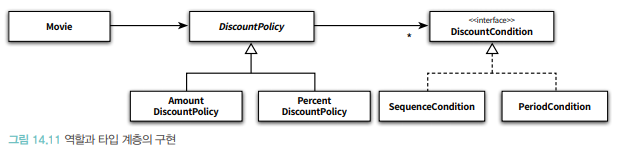 Movie
DiscountPolicy
*
<<interface>>
DiscountCondition
Amount
DiscountPolicy
Percent
DiscountPolicy
SequenceCondition
PeriodCondition
그림 14.11 역할과 타입 계층의 구현